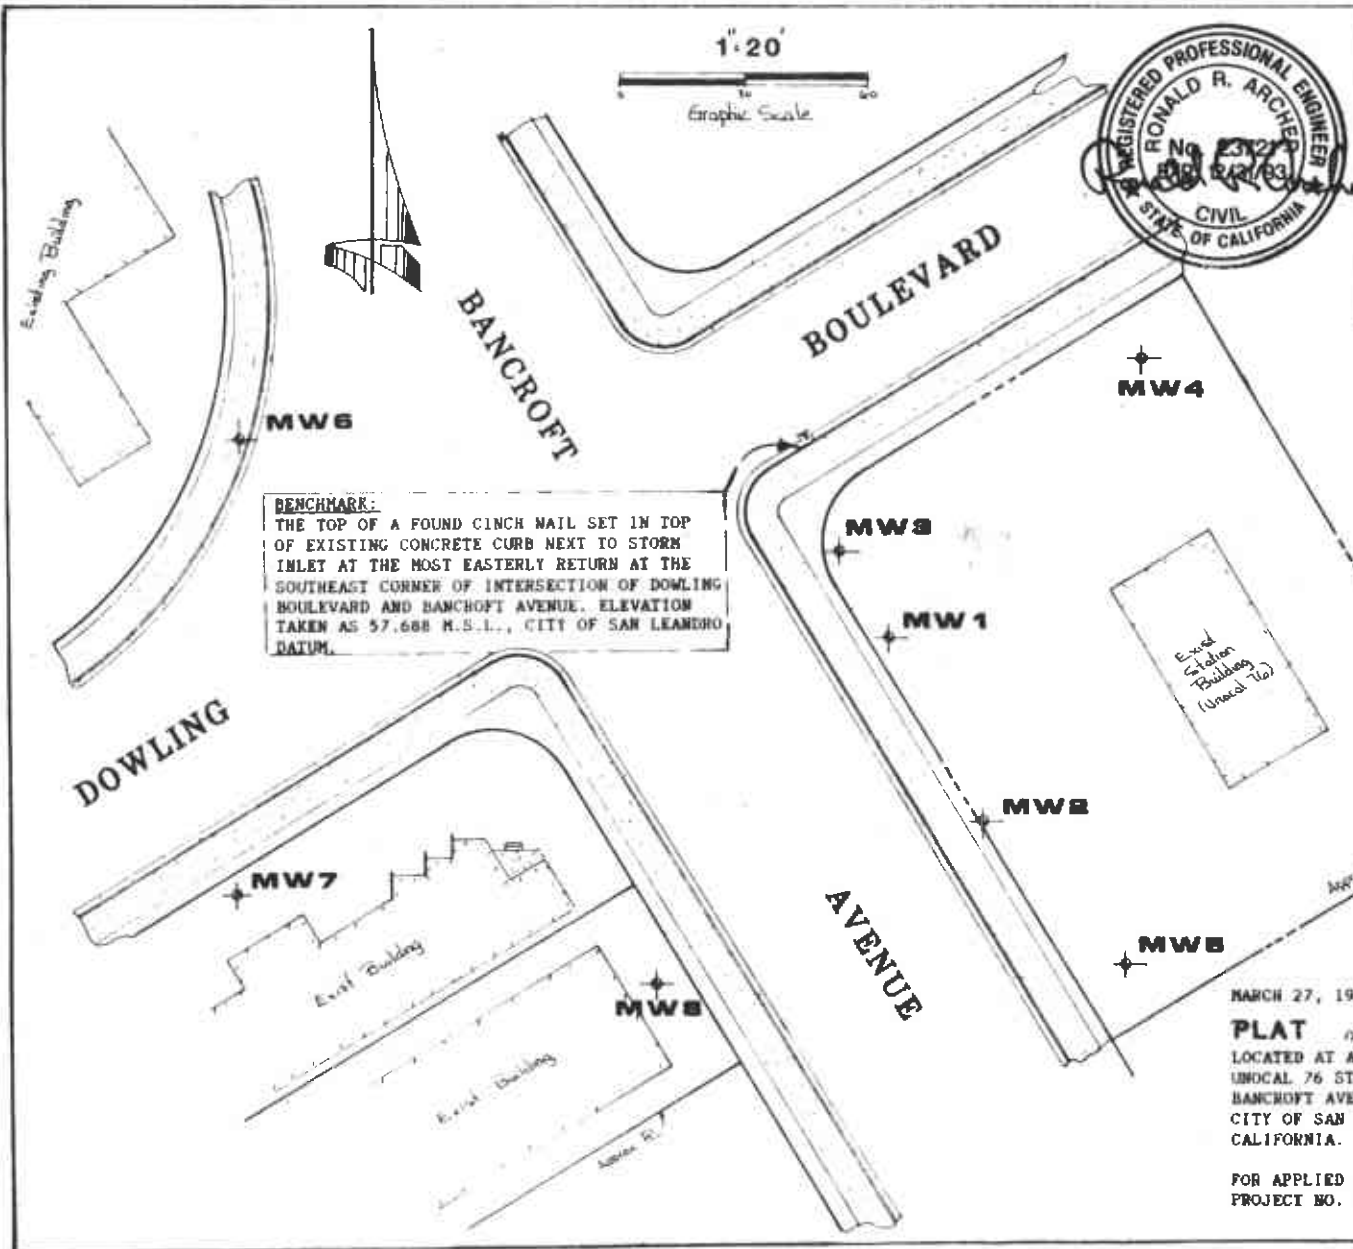 1"=20'
0 30 60
Graphic Scale
REGISTERED PROFESSIONAL ENGINEER
RONALD R. ARCHER
No.
CIVIL
STATE OF CALIFORNIA
Existing Building
BANCROFT
BOULEVARD
MW4
MW6
BENCHMARK:
THE TOP OF A FOUND CINCH NAIL SET IN TOP
OF EXISTING CONCRETE CURB NEXT TO STORM
INLET AT THE MOST EASTERLY RETURN AT THE
SOUTHEAST CORNER OF INTERSECTION OF DOWLING
BOULEVARD AND BANCROFT AVENUE. ELEVATION
TAKEN AS 57.688 M.S.L., CITY OF SAN LEANDRO
DATUM.
MW3
MW1
Exist
Station
Building
(Unocal 76)
DOWLING
MW2
MW7
Exist Building
AVENUE
MW5
MW8
Exist Building
MARCH 27, 19
PLAT
LOCATED AT A
UNOCAL 76 ST
BANCROFT AVE
CITY OF SAN
CALIFORNIA.
FOR APPLIED
PROJECT NO.